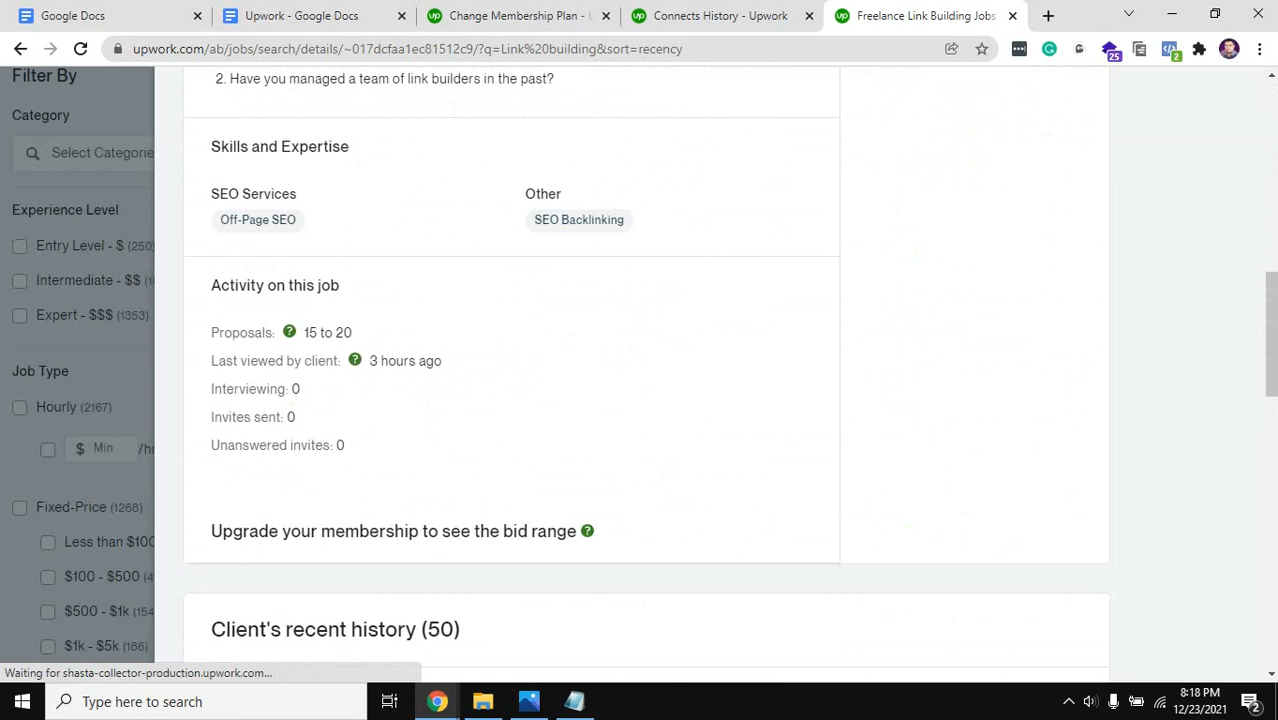 Google Docs
Upwork - Google Docs
Change Membership Plan -
Connects History - Upwork
Freelance Link Building Jobs
upwork.com/ab/jobs/search/details/~017dcfaa1ec81512c9/?q=Link%20building&sort=recency
25
2
Filter By
Category
Select Categorie
Experience Level
Entry Level - $ (250)
Intermediate - $$
Expert - $$$ (1353)
Job Type
Hourly (2167)
$ Min /hr
Fixed-Price (1268)
Less than $100
$100 - $500
$500 - $1k (154
$1k - $5k (186)
2. Have you managed a team of link builders in the past?
Skills and Expertise
SEO Services
Off-Page SEO
Other
SEO Backlinking
Activity on this job
Proposals: ? 15 to 20
Last viewed by client: ? 3 hours ago
Interviewing: 0
Invites sent: 0
Unanswered invites: 0
Upgrade your membership to see the bid range ?
Client's recent history (50)
Waiting for shasta-collector-production.upwork.com...
Type here to search
8:18 PM
12/23/2021
2